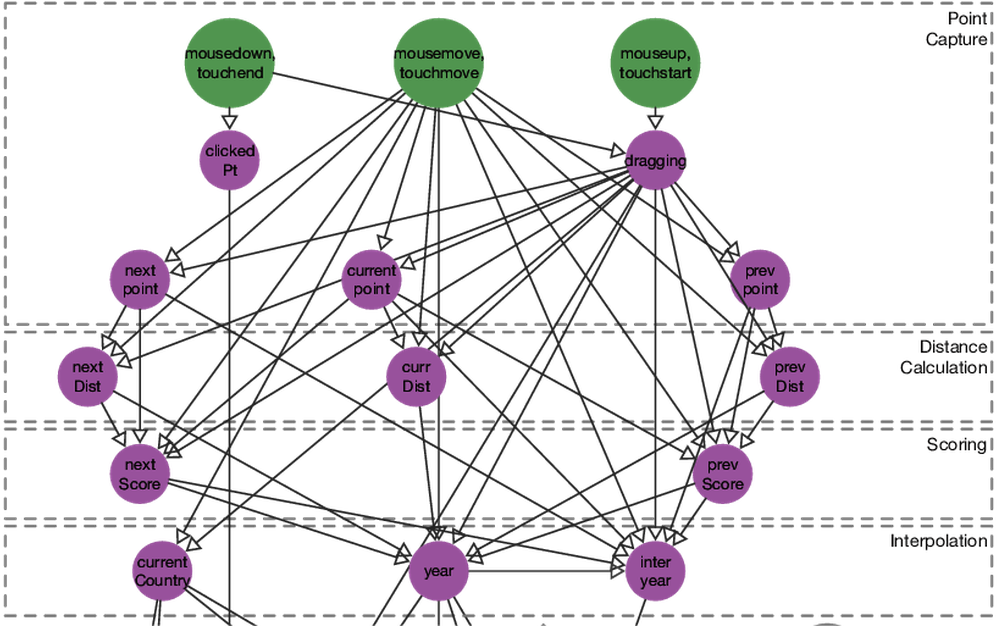 Point
Capture
mousedown,
touchend
mousemove,
touchmove
mouseup,
touchstart
clicked
Pt
dragging
next
point
current
point
prev
point
Distance
Calculation
next
Dist
curr
Dist
prev
Dist
Scoring
next
Score
prev
Score
Interpolation
current
Country
year
inter
year